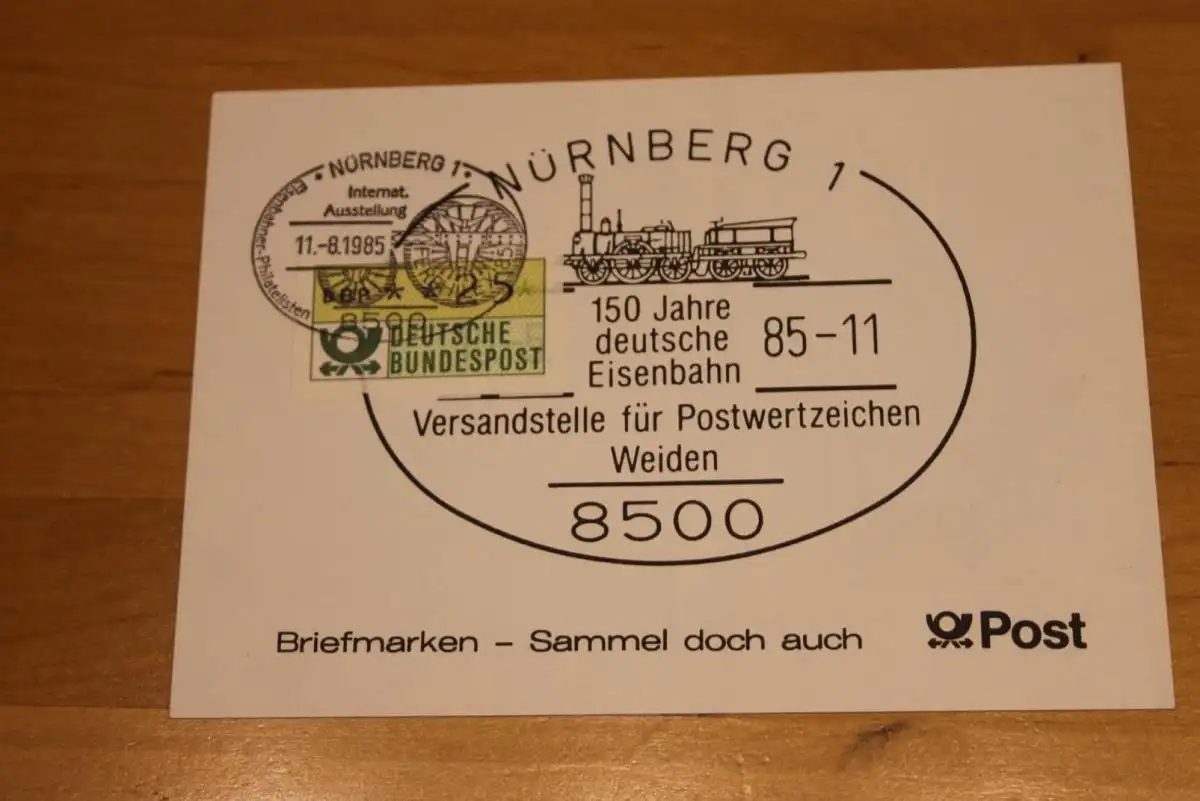 NÜRNBERG 1
Internat.
Ausstellung
11.-8.1985
Eisenbahner-Philatelisten
8500
DBP * * 25 *
DEUTSCHE
BUNDESPOST
NÜRNBERG 1
150 Jahre
deutsche
Eisenbahn
85-11
Versandstelle für Postwertzeichen
Weiden
8500
Briefmarken – Sammel doch auch
Post